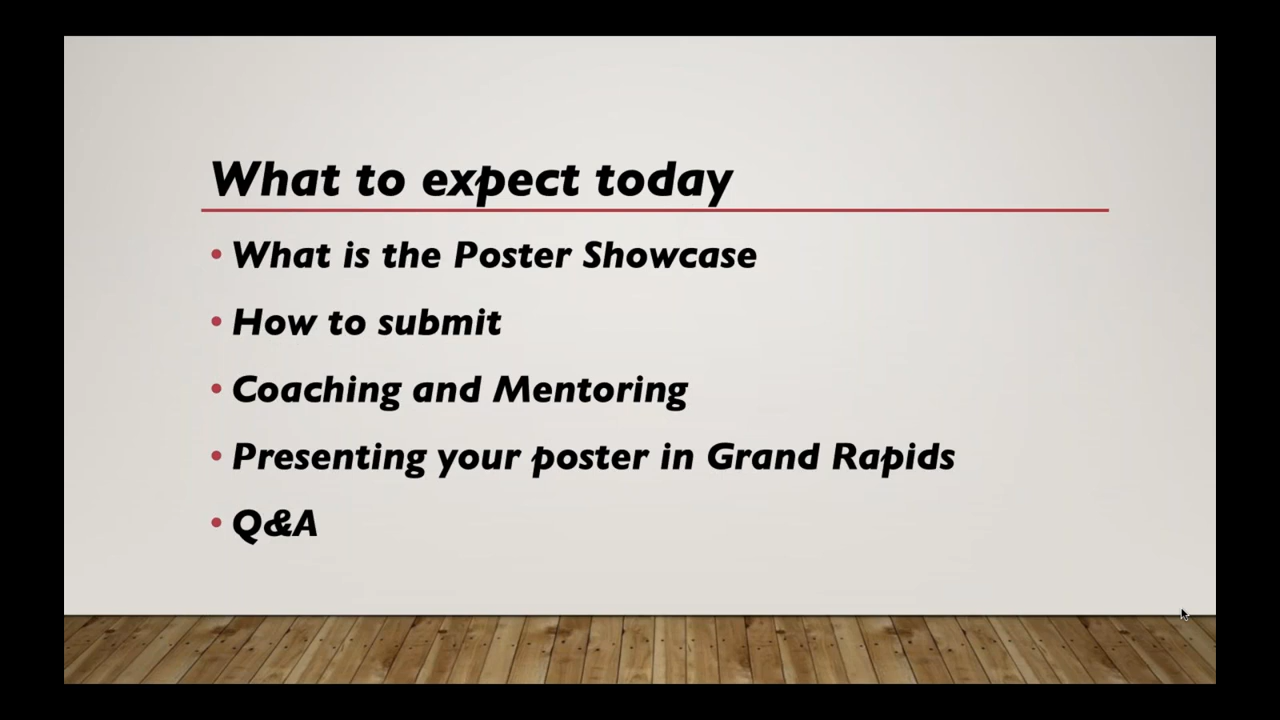 What to expect today
• What is the Poster Showcase
• How to submit
• Coaching and Mentoring
• Presenting your poster in Grand Rapids
• Q&A